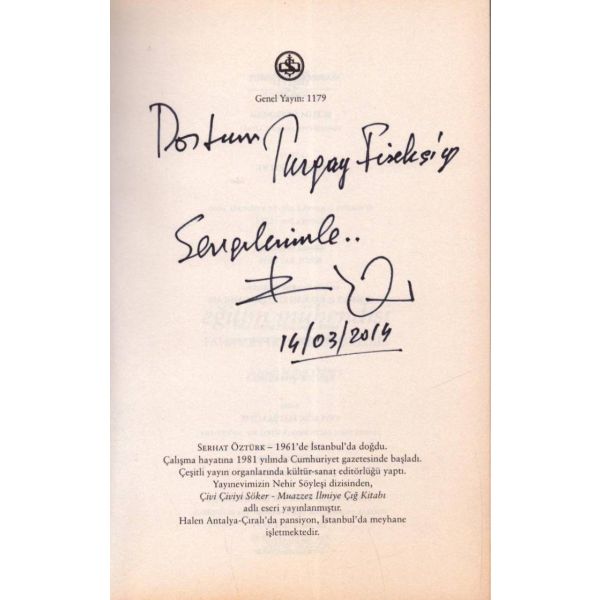 Genel Yayın: 1179
Dostum Turgay Fişekçi'ye
Sevgilerimle..
14/03/2014
SERHAT ÖZTÜRK – 1961'de İstanbul'da doğdu.
Çalışma hayatına 1981 yılında Cumhuriyet gazetesinde başladı.
Çeşitli yayın organlarında kültür-sanat editörlüğü yaptı.
Yayınevimizin Nehir Söyleşi dizisinden,
Çivi Çiviyi Söker - Muazzez İlmiye Çığ Kitabı
adlı eseri yayınlanmıştır.
Halen Antalya-Çıralı'da pansiyon, İstanbul'da meyhane
işletmektedir.